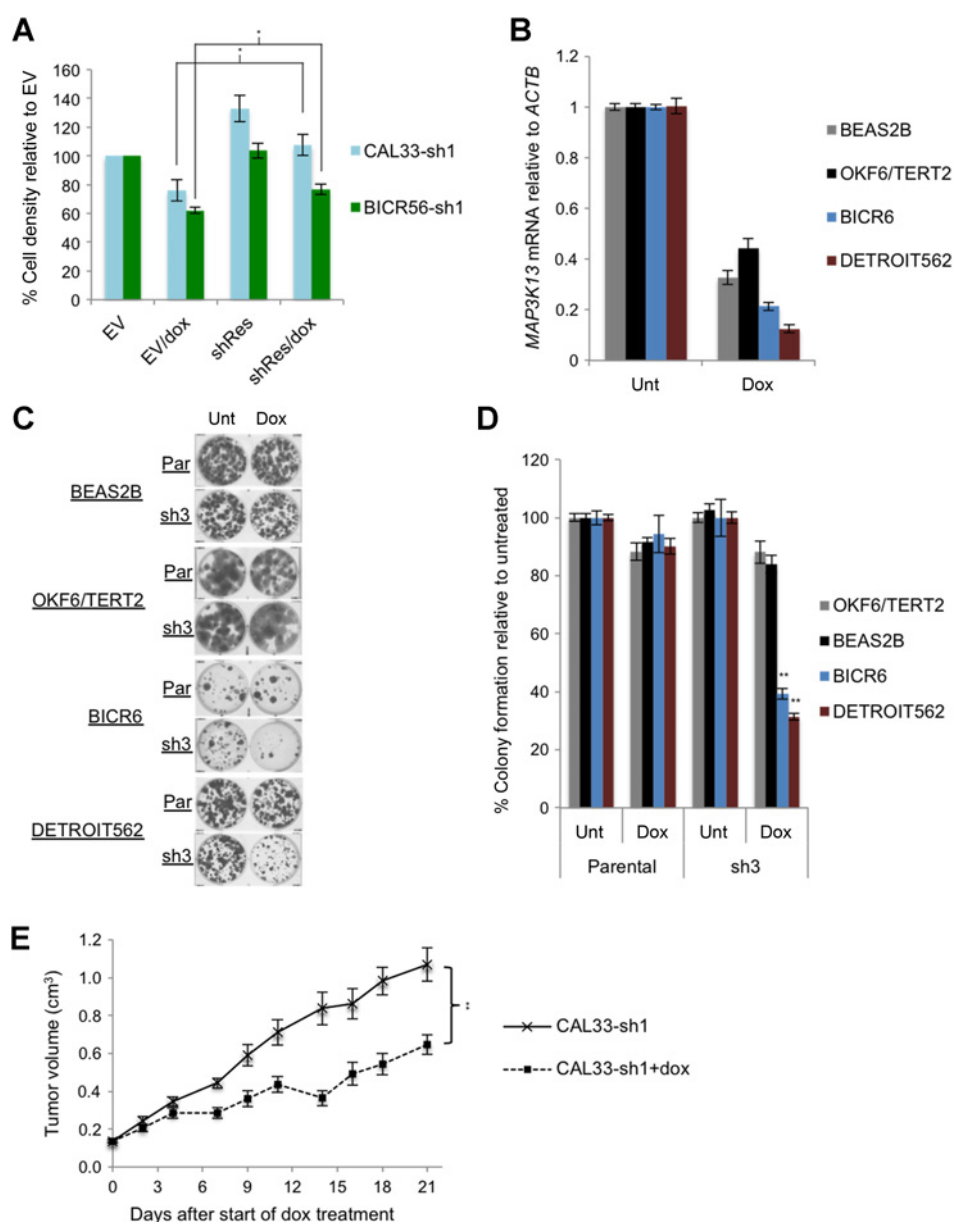 A
% Cell density relative to EV
160
140
120
100
80
60
40
20
0
*
*
EV
EV/dox
shRes
shRes/dox
CAL33-sh1
BICR56-sh1
B
MAP3K13 mRNA relative to ACTB
1.2
1
0.8
0.6
0.4
0.2
0
Unt
Dox
BEAS2B
OKF6/TERT2
BICR6
DETROIT562
C
Unt Dox
BEAS2B
Par
sh3
OKF6/TERT2
Par
sh3
BICR6
Par
sh3
DETROIT562
Par
sh3
D
% Colony formation relative to untreated
120
100
80
60
40
20
0
**
**
Unt Dox Unt Dox
Parental sh3
OKF6/TERT2
BEAS2B
BICR6
DETROIT562
E
Tumor volume (cm³)
1.2
1.0
0.8
0.6
0.4
0.2
0.0
0 3 6 9 12 15 18 21
Days after start of dox treatment
**
CAL33-sh1
CAL33-sh1+dox